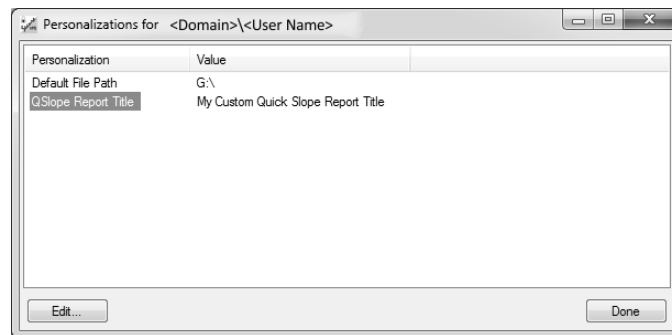 Personalizations for <Domain>\<User Name>
Personalization Value
Default File Path G:\
QSlope Report Title My Custom Quick Slope Report Title
Edit... Done